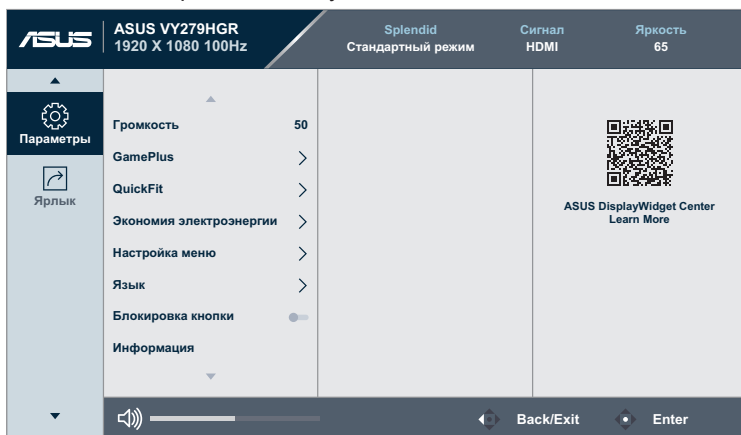 ASUS
ASUS VY279HGR
1920 X 1080 100Hz
Splendid
Стандартный режим
Сигнал
HDMI
Яркость
65
Параметры
Ярлык
Громкость 50
GamePlus
QuickFit
Экономия электроэнергии
Настройка меню
Язык
Блокировка кнопки
Информация
ASUS DisplayWidget Center
Learn More
Back/Exit
Enter